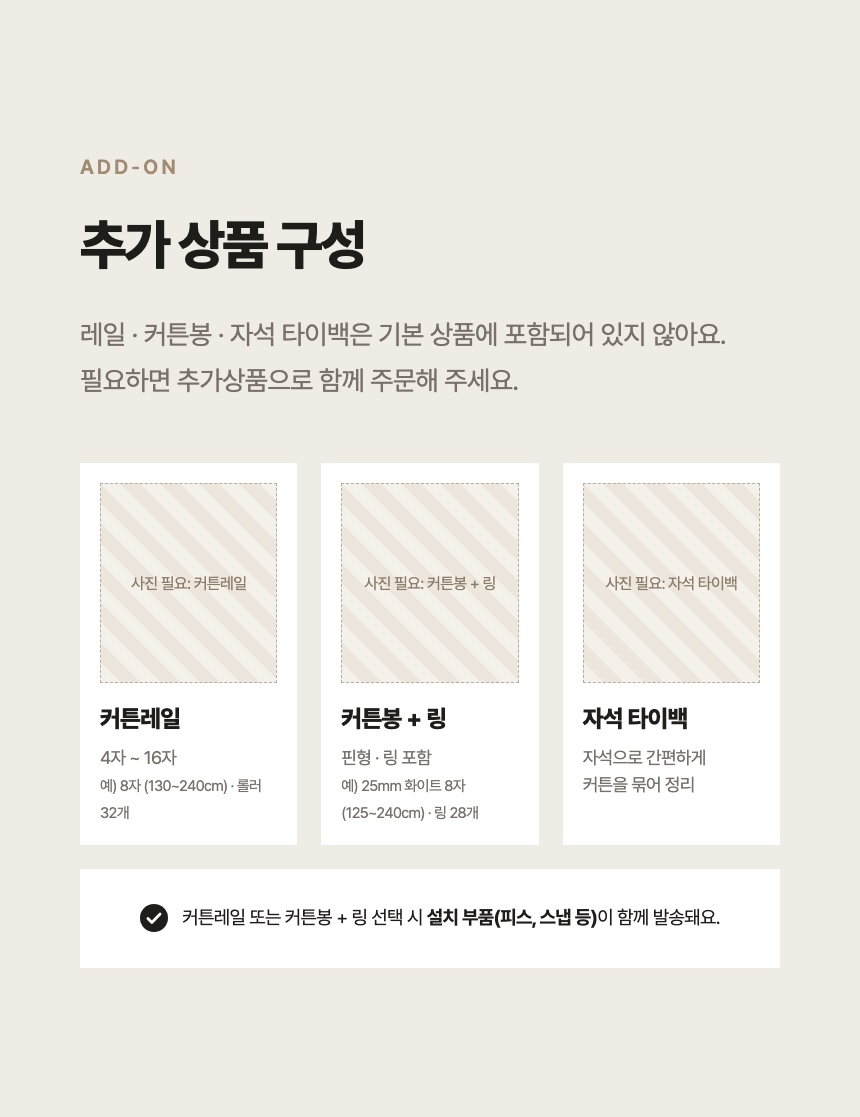 ADD-ON
추가 상품 구성
레일 · 커튼봉 · 자석 타이백은 기본 상품에 포함되어 있지 않아요.
필요하면 추가상품으로 함께 주문해 주세요.
사진 필요: 커튼레일
커튼레일
4자 ~ 16자
예) 8자 (130~240cm) · 롤러
32개
사진 필요: 커튼봉 + 링
커튼봉 + 링
핀형 · 링 포함
예) 25mm 화이트 8자
(125~240cm) · 링 28개
사진 필요: 자석 타이백
자석 타이백
자석으로 간편하게
커튼을 묶어 정리
커튼레일 또는 커튼봉 + 링 선택 시 설치 부품(피스, 스냅 등)이 함께 발송돼요.